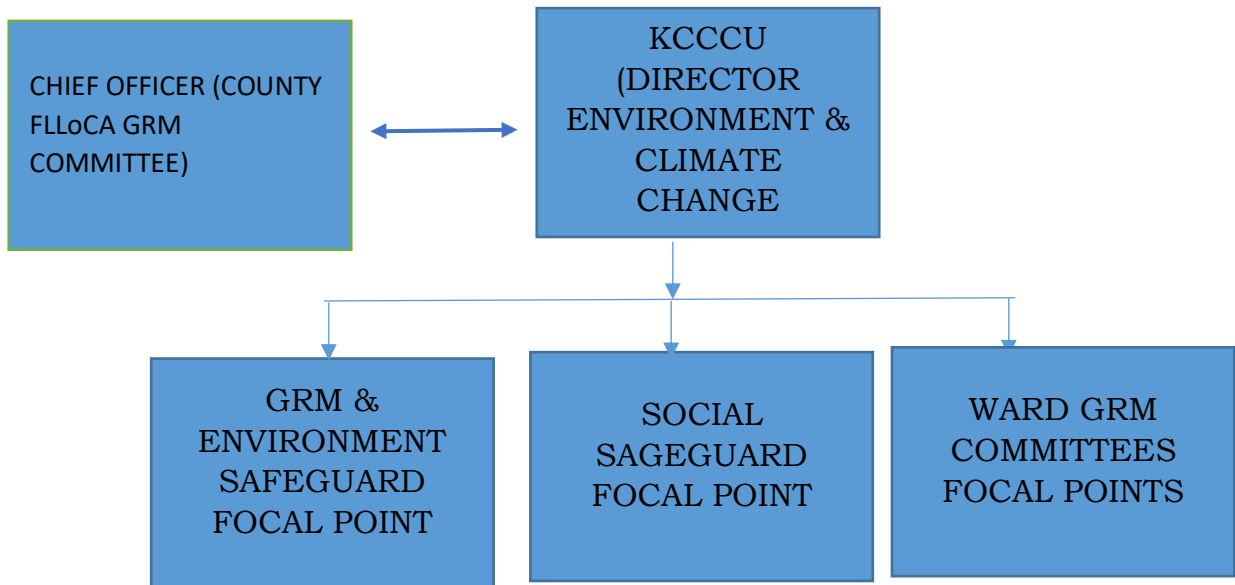 CHIEF OFFICER (COUNTY
FLLoCA GRM
COMMITTEE)
KCCCU
(DIRECTOR
ENVIRONMENT &
CLIMATE
CHANGE
GRM &
ENVIRONMENT
SAFEGUARD
FOCAL POINT
SOCIAL
SAGEGUARD
FOCAL POINT
WARD GRM
COMMITTEES
FOCAL POINTS